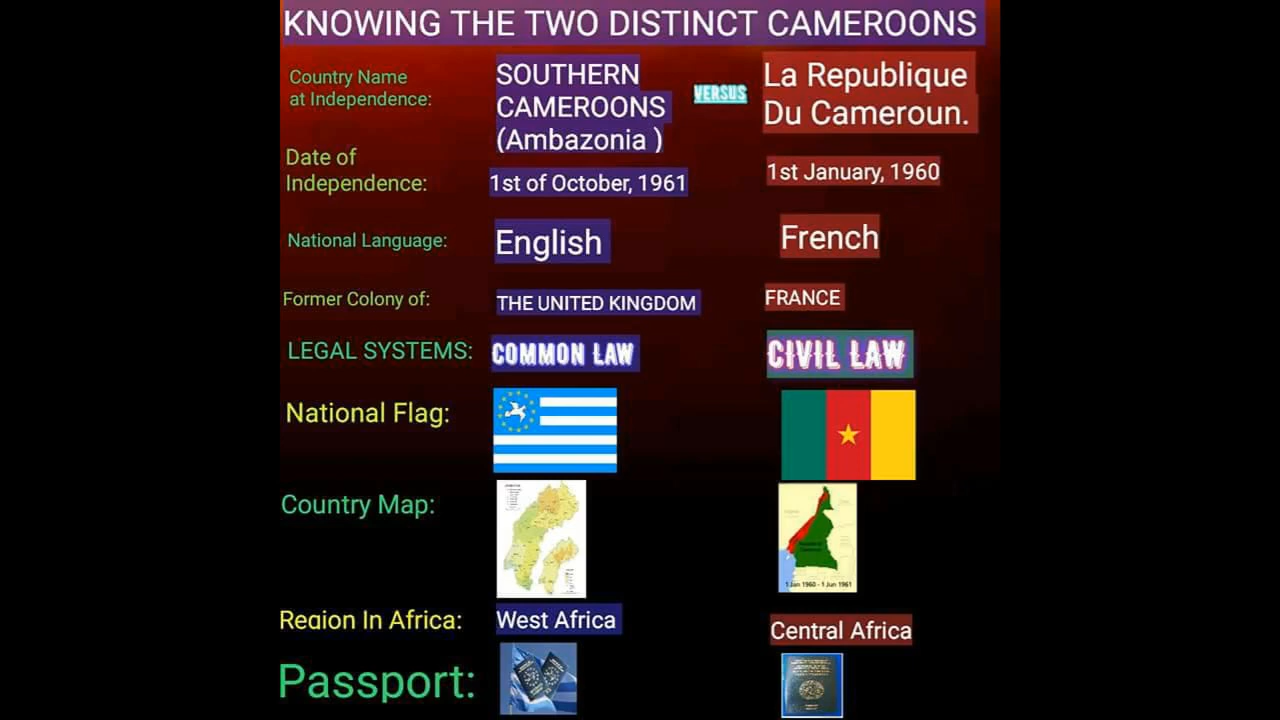 KNOWING THE TWO DISTINCT CAMEROONS
Country Name
at Independence:
SOUTHERN
CAMEROONS
(Ambazonia )
VERSUS
La Republique
Du Cameroun.
Date of
Independence:
1st of October, 1961
1st January, 1960
National Language:
English
French
Former Colony of:
THE UNITED KINGDOM
FRANCE
LEGAL SYSTEMS:
COMMON LAW
CIVIL LAW
National Flag:
Country Map:
1 Jan 1960 - 1 Jun 1961
Region In Africa:
West Africa
Central Africa
Passport: